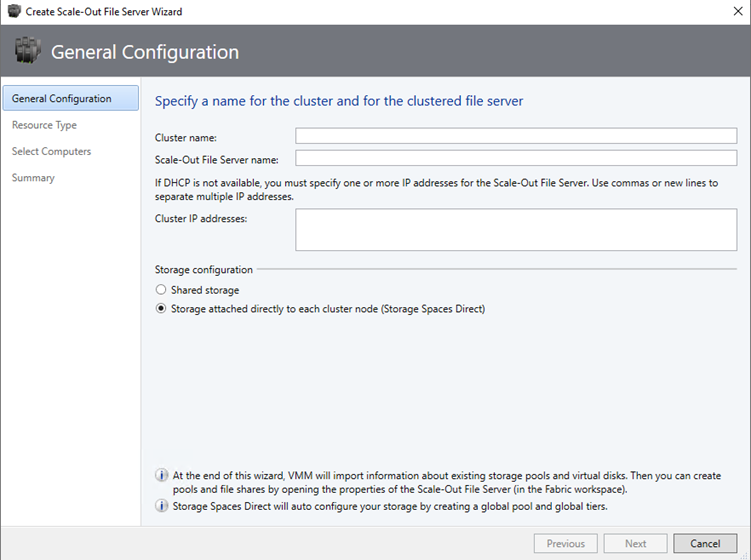 Create Scale-Out File Server Wizard
General Configuration
General Configuration
Resource Type
Select Computers
Summary
Specify a name for the cluster and for the clustered file server
Cluster name:
Scale-Out File Server name:
If DHCP is not available, you must specify one or more IP addresses for the Scale-Out File Server. Use commas or new lines to
separate multiple IP addresses.
Cluster IP addresses:
Storage configuration
Shared storage
Storage attached directly to each cluster node (Storage Spaces Direct)
At the end of this wizard, VMM will import information about existing storage pools and virtual disks. Then you can create
pools and file shares by opening the properties of the Scale-Out File Server (in the Fabric workspace).
Storage Spaces Direct will auto configure your storage by creating a global pool and global tiers.
Previous
Next
Cancel